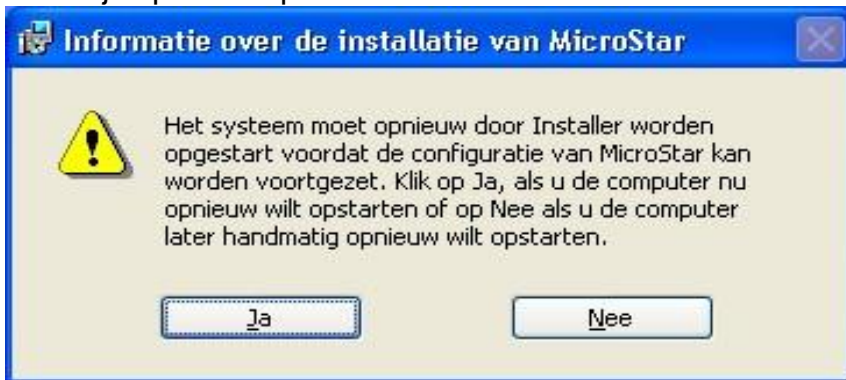 Informatie over de installatie van MicroStar
Het systeem moet opnieuw door Installer worden
opgestart voordat de configuratie van MicroStar kan
worden voortgezet. Klik op Ja, als u de computer nu
opnieuw wilt opstarten of op Nee als u de computer
later handmatig opnieuw wilt opstarten.
Ja
Nee